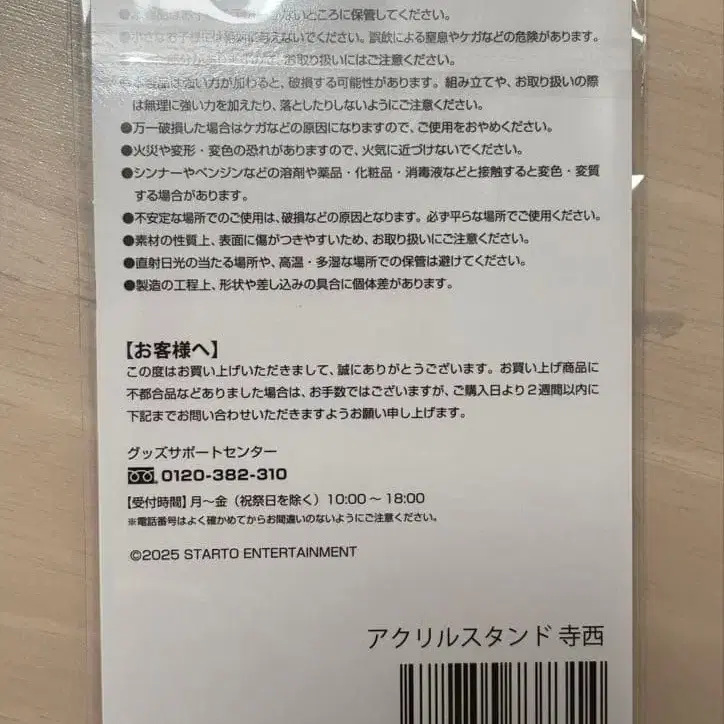 ないところに保管してください。
●小さなお子様には絶対に与えないでください。誤飲による窒息やケガなどの危険があります。
お取り扱いにはご注意ください。
●本製品は強い力が加わると、破損する可能性があります。組み立てや、お取り扱いの際
は無理に強い力を加えたり、落としたりしないようにご注意ください。
●万一破損した場合はケガなどの原因になりますので、ご使用をおやめください。
●火災や変形・変色の恐れがありますので、火気に近づけないでください。
●シンナーやベンジンなどの溶剤や薬品・化粧品・消毒液などと接触すると変色・変質
する場合があります。
●不安定な場所でのご使用は、破損などの原因となります。必ず平らな場所でご使用ください。
●素材の性質上、表面に傷がつきやすいため、お取り扱いにご注意ください。
●直射日光の当たる場所や、高温・多湿な場所での保管は避けてください。
●製造の工程上、形状や差し込みの具合に個体差があります。
【お客様へ】
この度はお買い上げいただきまして、誠にありがとうございます。お買い上げ商品に
不都合品などありました場合は、お手数ではございますが、ご購入日より2週間以内に
下記までお問い合わせいただきますようお願い申し上げます。
グッズサポートセンター
0120-382-310
【受付時間】月～金（祝祭日を除く）10:00～18:00
※電話番号はよく確かめてからお間違いのないようにご注意ください。
©2025 STARTO ENTERTAINMENT
アクリルスタンド 寺西